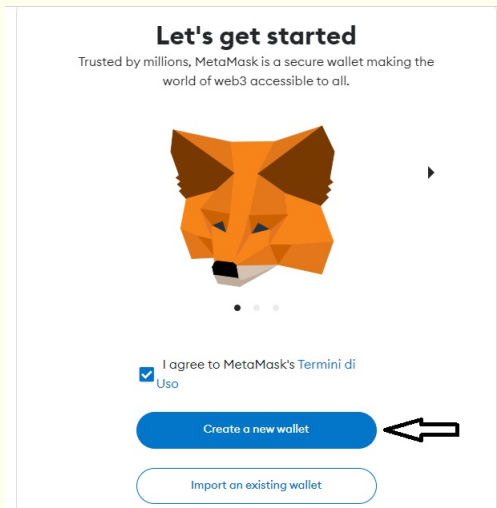 Let's get started
Trusted by millions, MetaMask is a secure wallet making the
world of web3 accessible to all.
I agree to MetaMask's Termini di
Uso
Create a new wallet
Import an existing wallet